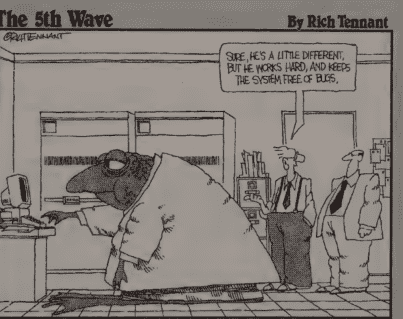 The 5th Wave
By Rich Tennant
©RICHTENNANT
SURE, HE'S A LITTLE DIFFERENT,
BUT HE WORKS HARD, AND KEEPS
THE SYSTEM FREE OF BUGS.